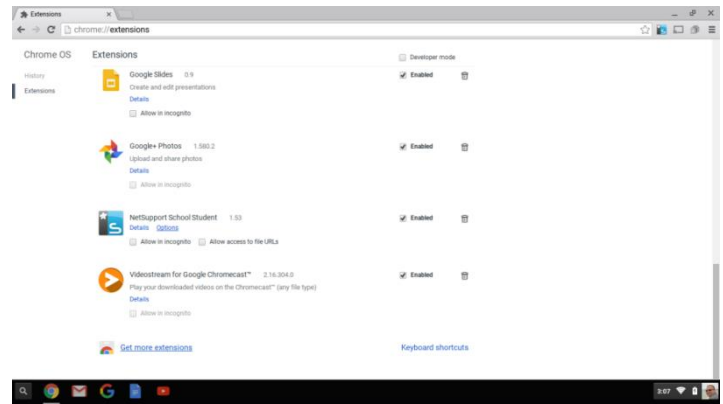 Extensions
chrome://extensions
Chrome OS
Extensions
Developer mode
History
Extensions
Google Slides 0.9
Enabled
Create and edit presentations
Details
Allow in incognito
Google+ Photos 1.580.2
Enabled
Upload and share photos
Details
Allow in incognito
NetSupport School Student 1.53
Enabled
Details Options
Allow in incognito Allow access to file URLs
Videostream for Google Chromecast™ 2.16.304.0
Enabled
Play your downloaded videos on the Chromecast™ (any file type)
Details
Allow in incognito
Get more extensions
Keyboard shortcuts
3:07